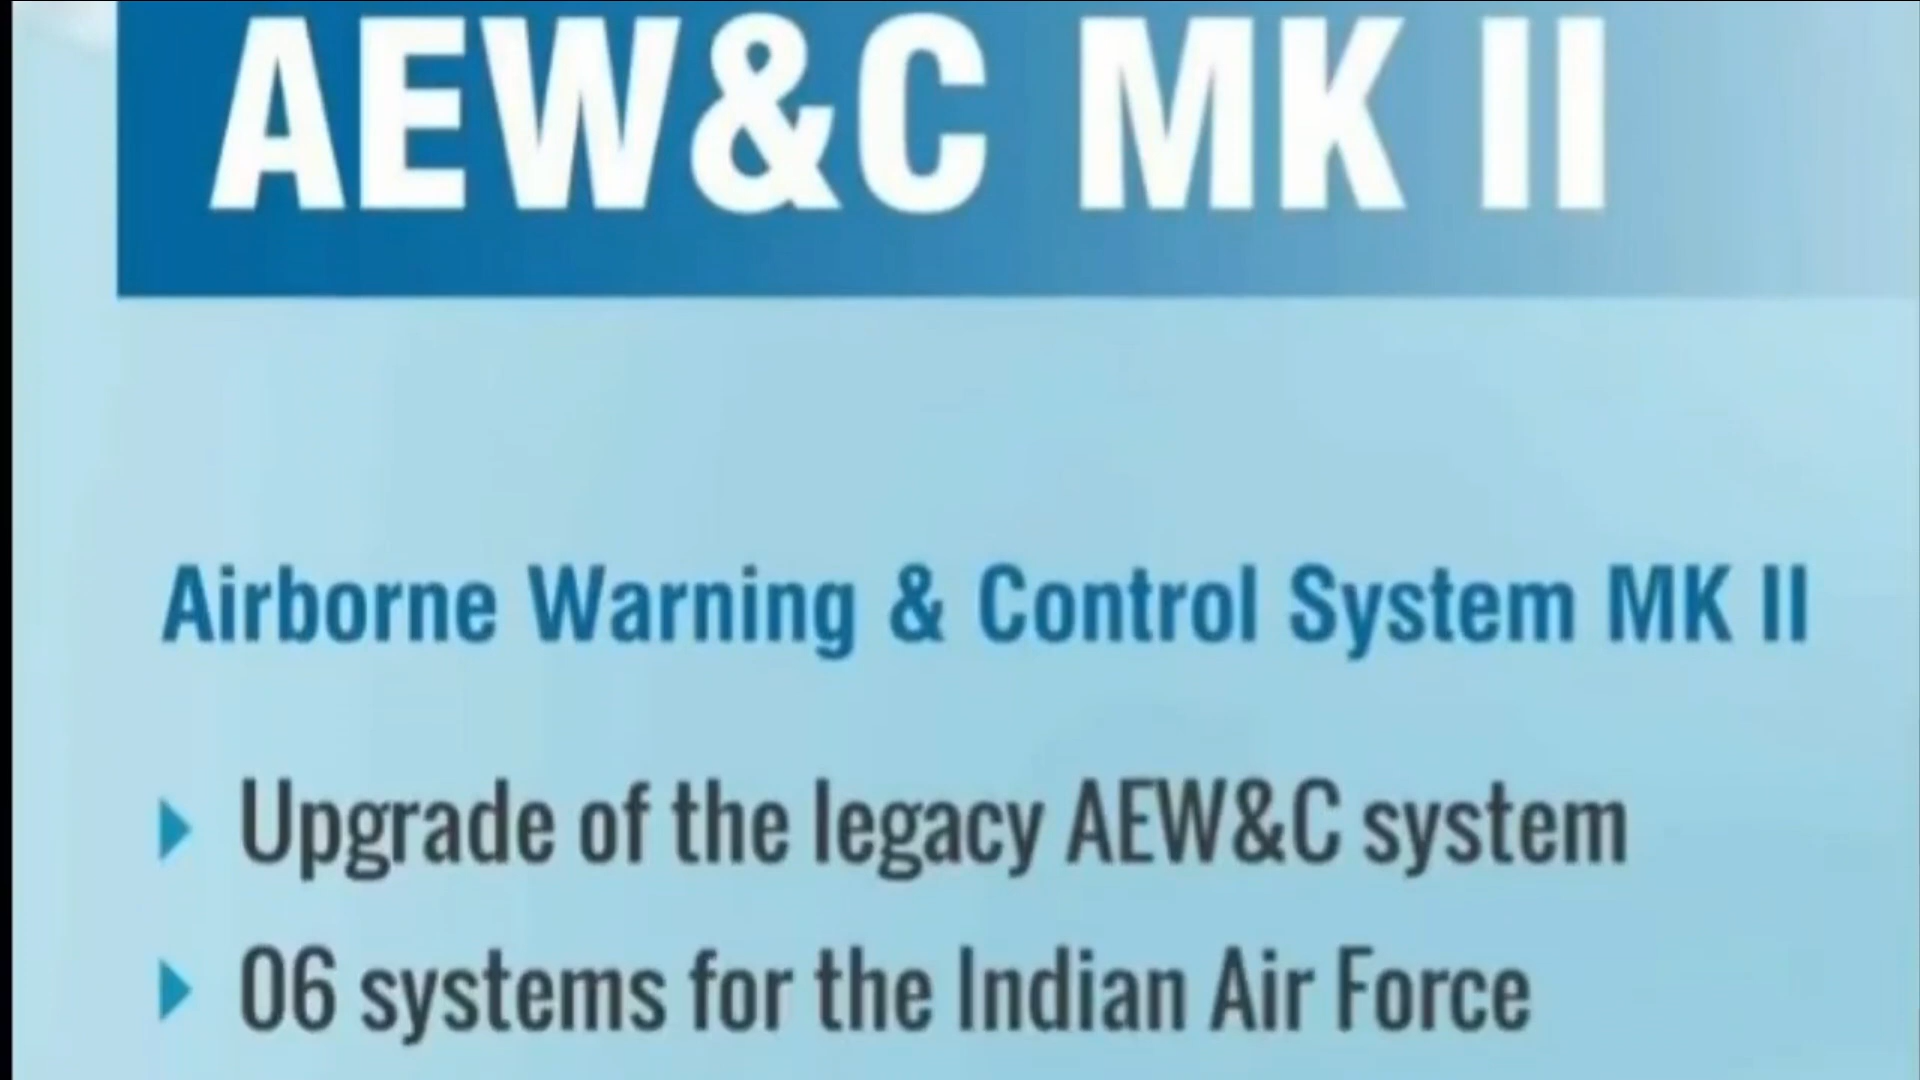 AEW&C MK II
Airborne Warning & Control System MK II
Upgrade of the legacy AEW&C system
06 systems for the Indian Air Force